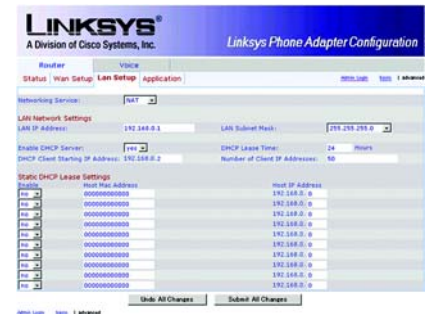 LINKSYS®
A Division of Cisco Systems, Inc.
Linksys Phone Adapter Configuration
Router Voice
Status Wan Setup Lan Setup Application
Admin Login basic | advanced
Networking Service: NAT
LAN Network Settings
LAN IP Address: 192.168.0.1 LAN Subnet Mask: 255.255.255.0
Enable DHCP Server: yes DHCP Lease Time: 24 Hours
DHCP Client Starting IP Address: 192.168.0.2 Number of Client IP Addresses: 50
Static DHCP Lease Settings
Enable Host Mac Address Host IP Address
no 000000000000 192.168.0. 0
no 000000000000 192.168.0. 0
no 000000000000 192.168.0. 0
no 000000000000 192.168.0. 0
no 000000000000 192.168.0. 0
no 000000000000 192.168.0. 0
no 000000000000 192.168.0. 0
no 000000000000 192.168.0. 0
no 000000000000 192.168.0. 0
Undo All Changes Submit All Changes
Admin Login basic | advanced